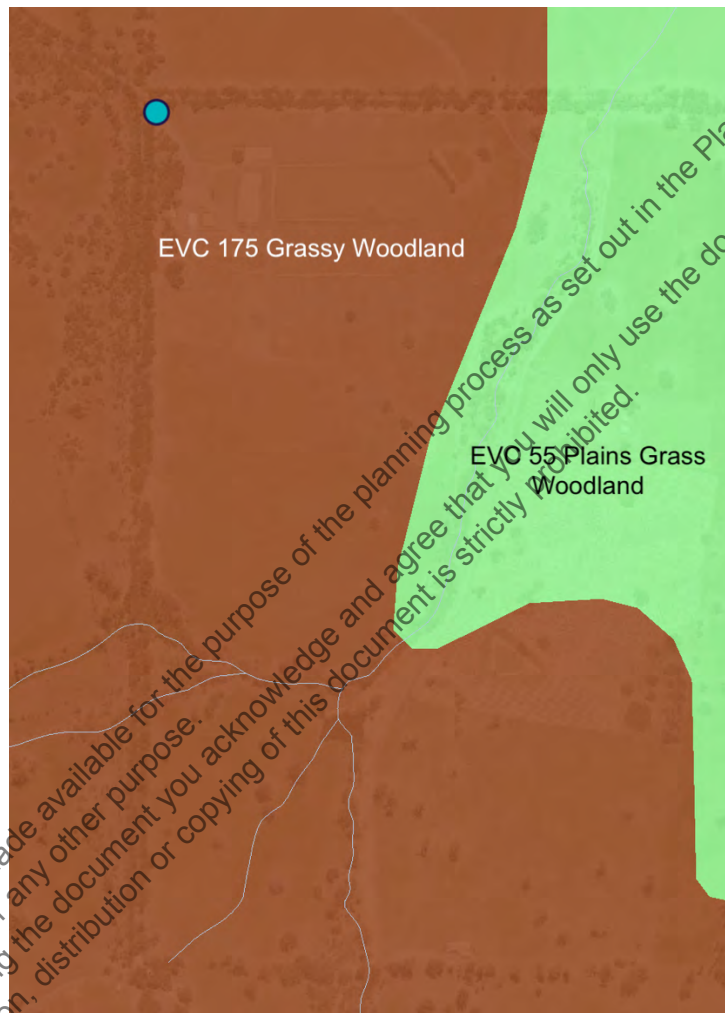 EVC 175 Grassy Woodland
EVC 55 Plains Grass
Woodland
ade available for the purpose of the planning process as set out in the Pla
any other purpose.
the document you acknowledge and agree that you will only use the do
distribution or copying of this document is strictly prohibited.